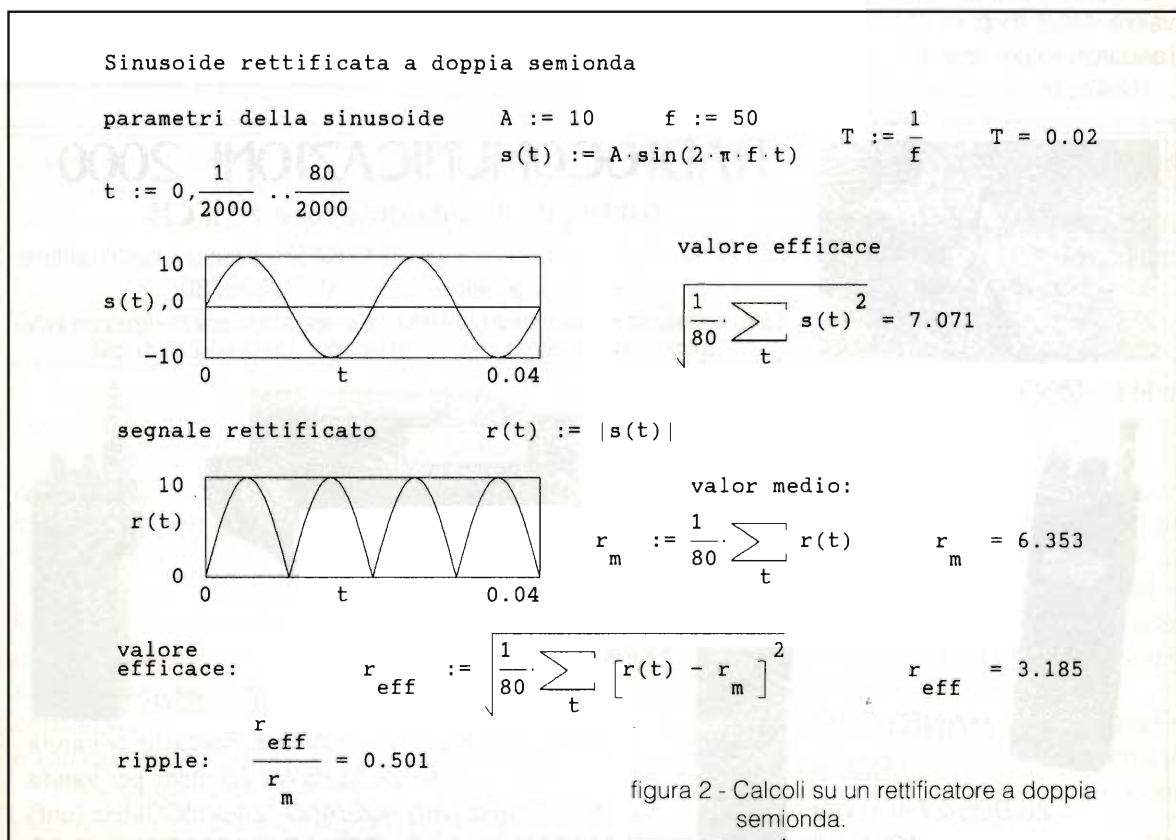 Sinusoide rettificata a doppia semionda
parametri della sinusoide A := 10 f := 50 T := 1/f T = 0.02
s(t) := A·sin(2·π·f·t)
t := 0, 1/2000 .. 80/2000
valore efficace
10
s(t),0
-10
0 t 0.04
√(1/80 ∑ s(t)²) = 7.071
t
segnale rettificato r(t) := |s(t)|
10
r(t)
0
0 t 0.04
valor medio:
r_m := 1/80·∑ r(t) r_m = 6.353
t
valore
efficace: r_eff := √(1/80·∑ [r(t) - r_m]²) r_eff = 3.185
t
ripple: r_eff/r_m = 0.501
figura 2 - Calcoli su un rettificatore a doppia
semionda.